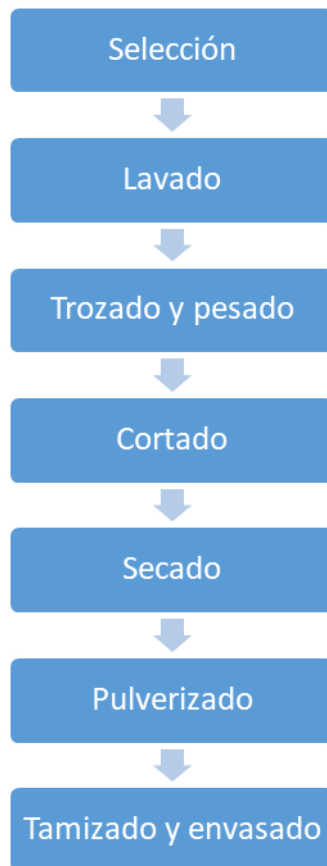 Selección
Lavado
Trozado y pesado
Cortado
Secado
Pulverizado
Tamizado y envasado